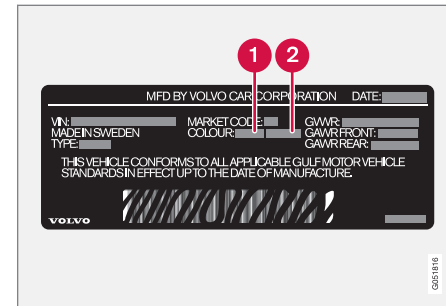 1 2
MFD BY VOLVO CAR CORPORATION DATE:
VIN: MARKET CODE: GVWR:
MADE IN SWEDEN COLOUR: GAWR FRONT:
TYPE: GAWR REAR:
THIS VEHICLE CONFORMS TO ALL APPLICABLE GULF MOTOR VEHICLE
STANDARDS IN EFFECT UP TO THE DATE OF MANUFACTURE.
VOLVO
G051816